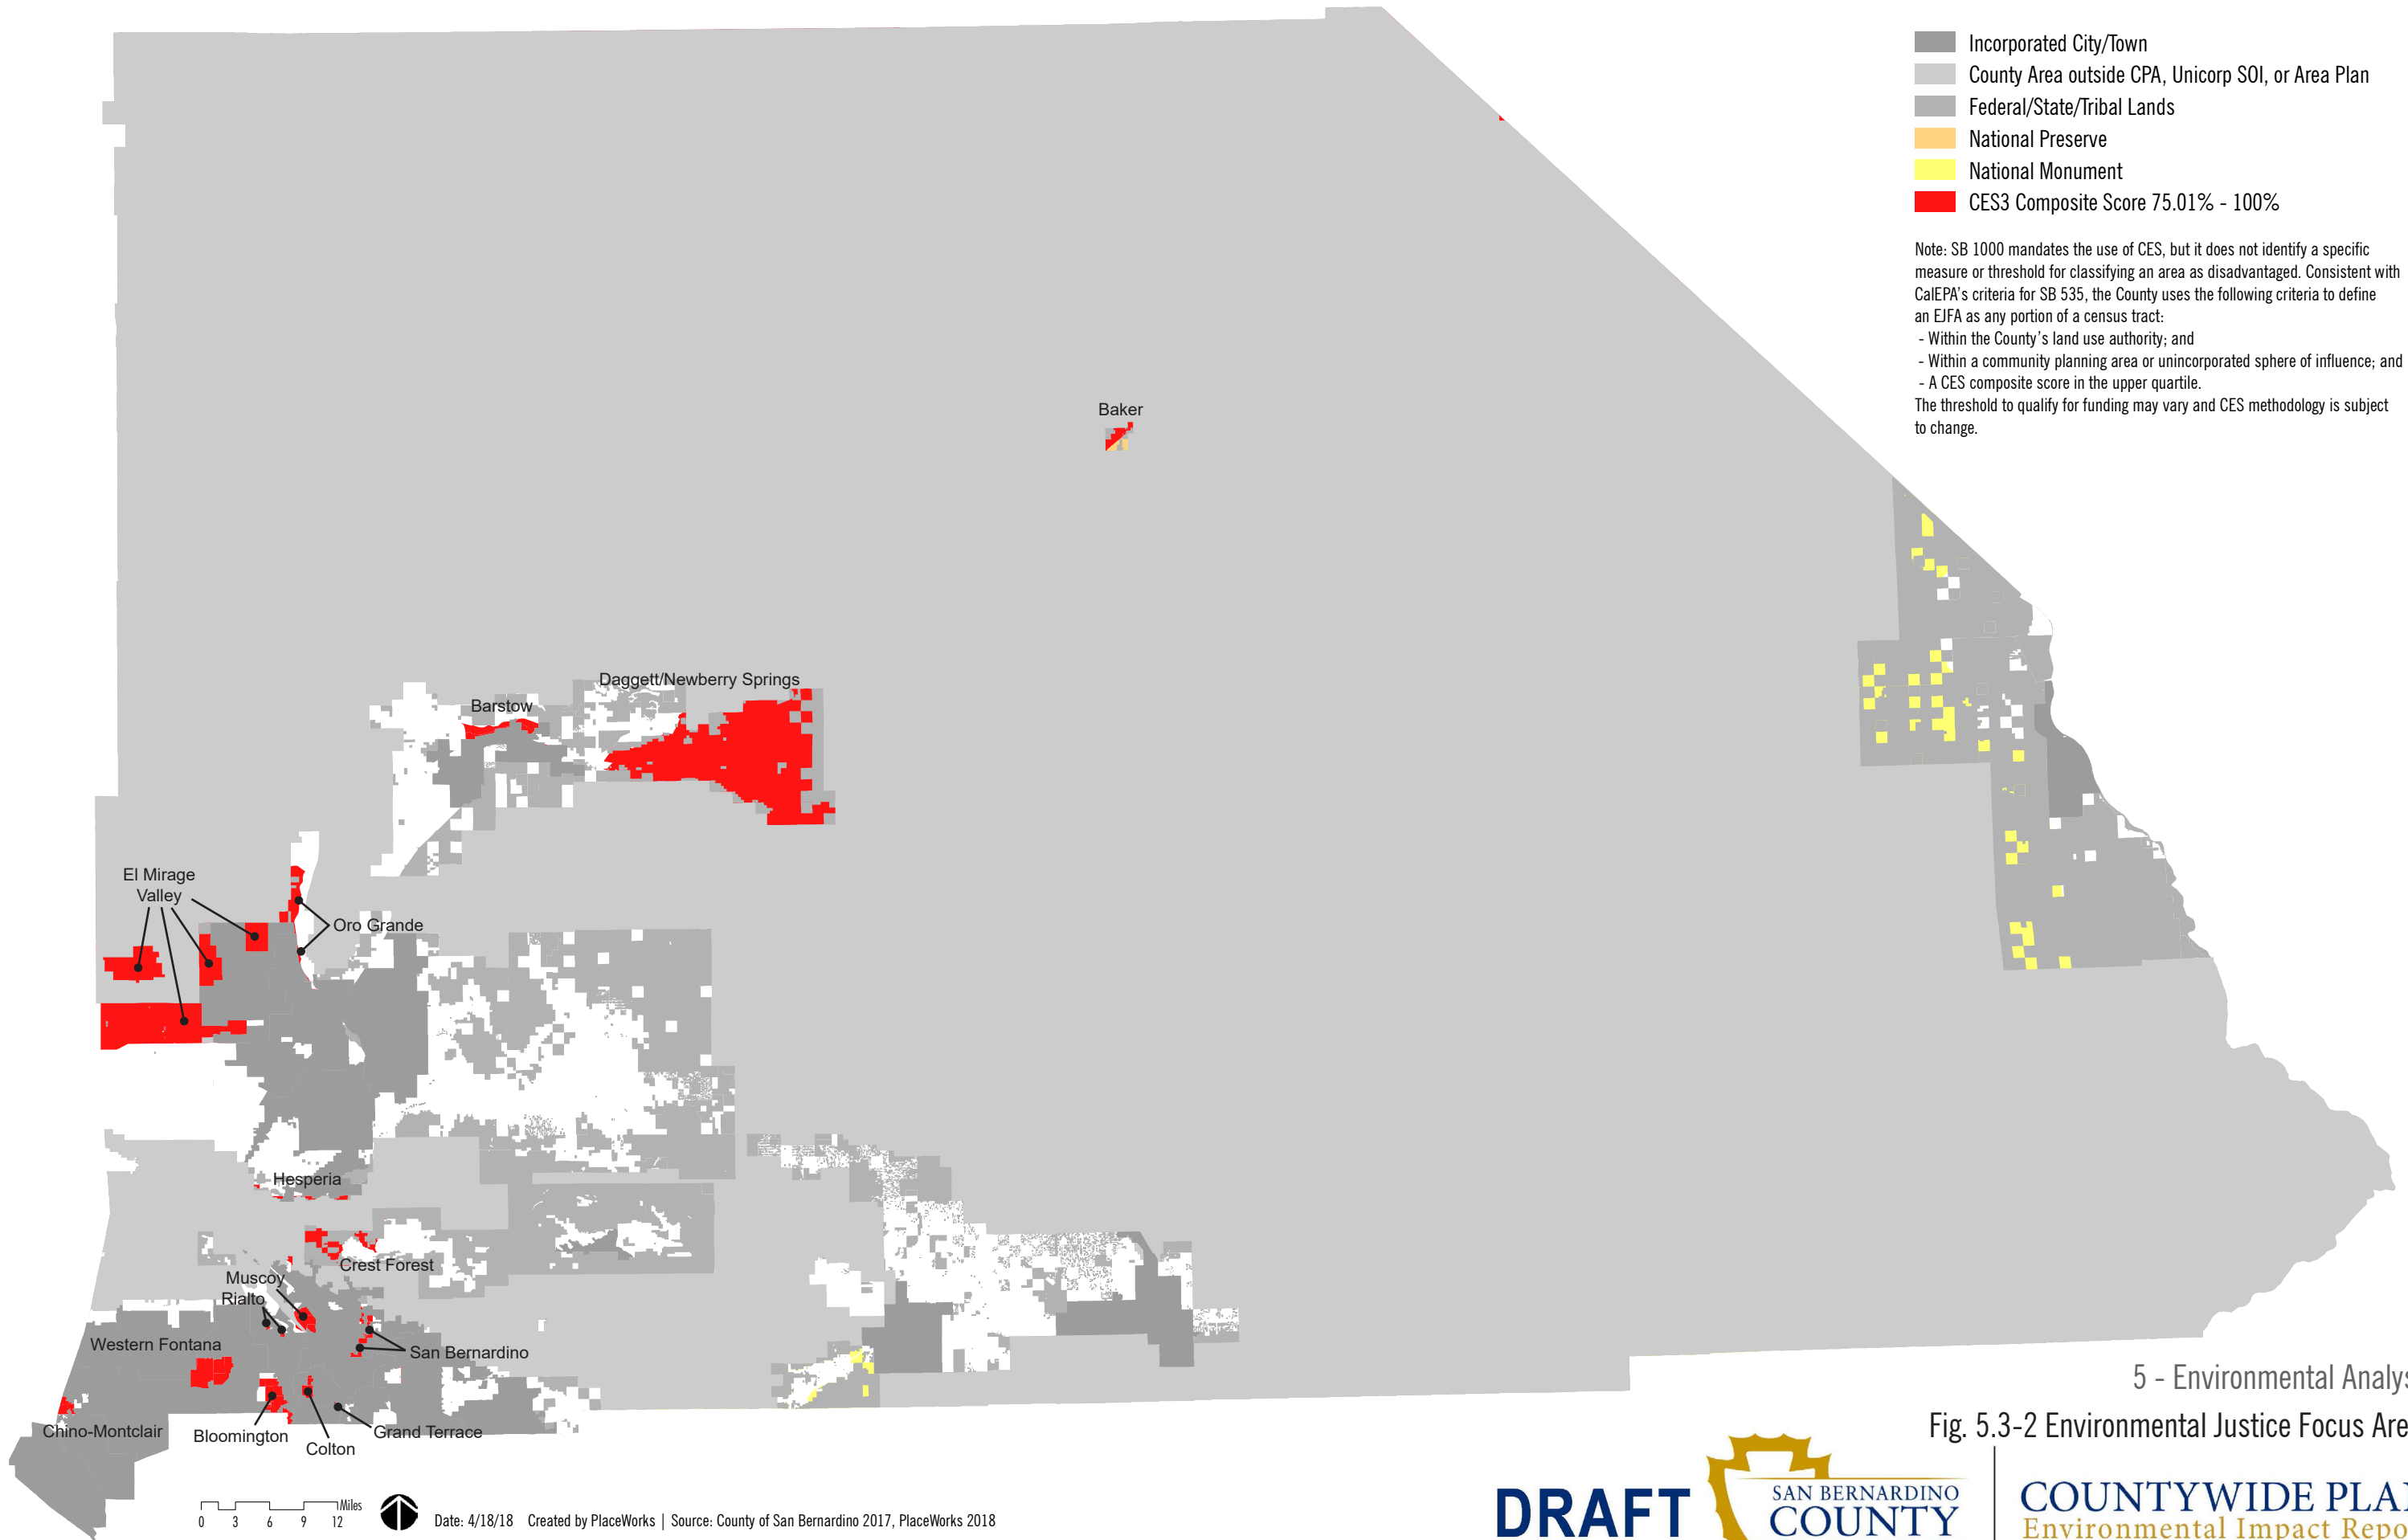 Incorporated City/Town
County Area outside CPA, Unicorp SOI, or Area Plan
Federal/State/Tribal Lands
National Preserve
National Monument
CES3 Composite Score 75.01% - 100%
Note: SB 1000 mandates the use of CES, but it does not identify a specific
measure or threshold for classifying an area as disadvantaged. Consistent with
CalEPA's criteria for SB 535, the County uses the following criteria to define
an EJFA as any portion of a census tract:
- Within the County's land use authority; and
- Within a community planning area or unincorporated sphere of influence; and
- A CES composite score in the upper quartile.
The threshold to qualify for funding may vary and CES methodology is subject
to change.
Baker
Daggett/Newberry Springs
Barstow
El Mirage
Valley
Oro Grande
Hesperia
Crest Forest
Muscoy
Rialto
Western Fontana
San Bernardino
Chino-Montclair
Bloomington
Colton
Grand Terrace
5 - Environmental Analys
Fig. 5.3-2 Environmental Justice Focus Are
Miles
0 3 6 9 12
Date: 4/18/18 Created by PlaceWorks | Source: County of San Bernardino 2017, PlaceWorks 2018
DRAFT
SAN BERNARDINO
COUNTY
COUNTYWIDE PLA
Environmental Impact Repo